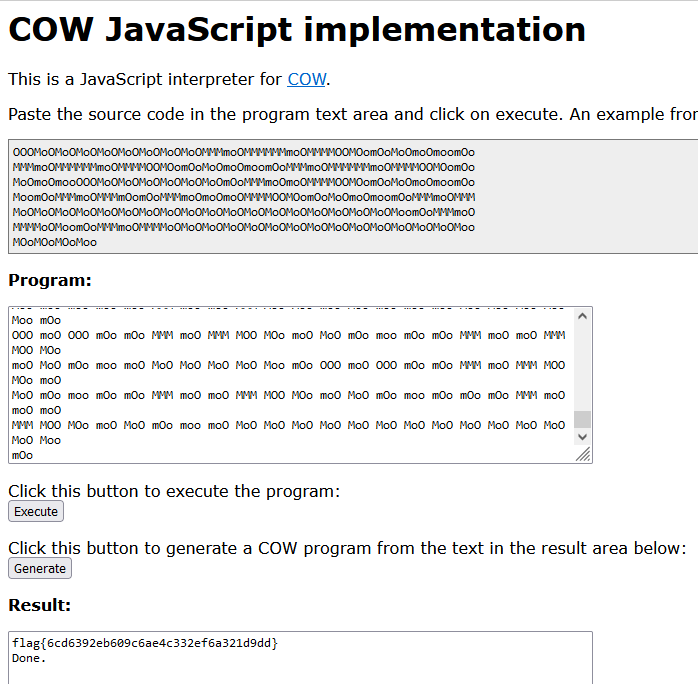 COW JavaScript implementation
This is a JavaScript interpreter for COW.
Paste the source code in the program text area and click on execute. An example fror
OOOMoOMoOMoOMoOMoOMoOMoOMoOMMMmoOMMMMMMmoOMMMMOOMOomOoMoOmoOmoomOo
MMMmoOMMMMMMmoOMMMMOOMOomOoMoOmoOmoomOoMMMmoOMMMMMMmoOMMMMOOMOomOo
MOoMOoMOoMoo
Program:
Moo mOo
OOO moO OOO mOo mOo MMM moO MMM MOO MOo moO MoO mOo moo mOo mOo MMM moO moO MMM
MOO MOo
moO MoO mOo moo moO MoO MoO MoO MoO Moo mOo OOO moO OOO mOo mOo MMM moO MMM MOO
MOo moO
MoO mOo moo mOo mOo MMM moO moO MMM MOO MOo moO MoO mOo moo mOo mOo mOo MMM moO
moO moO
MMM MOO MOo moO MoO mOo moo moO MoO MoO MoO MoO MoO MoO MoO MoO MoO MoO MoO MoO
MoO Moo
mOo
Click this button to execute the program:
Execute
Click this button to generate a COW program from the text in the result area below:
Generate
Result:
flag{6cd6392eb609c6ae4c332ef6a321d9dd}
Done.